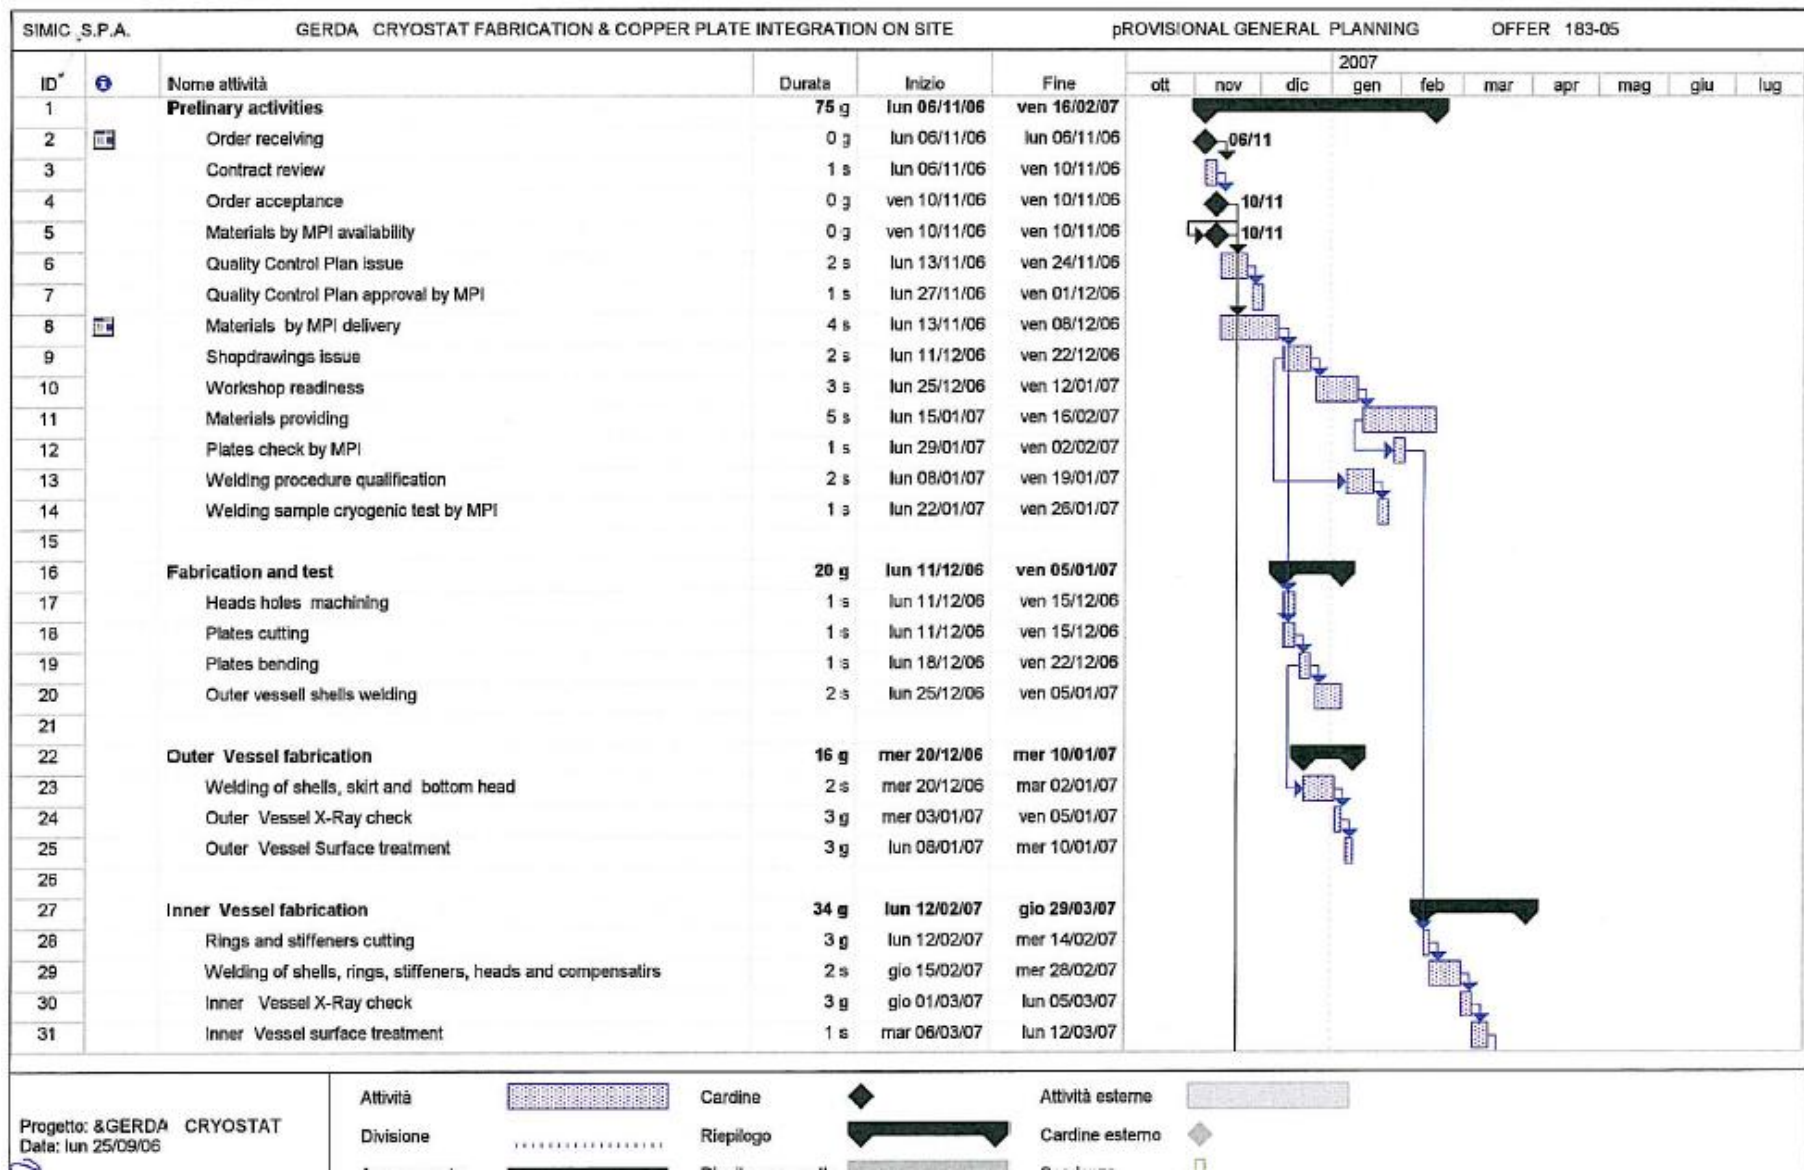 SIMIC S.P.A. GERDA CRYOSTAT FABRICATION & COPPER PLATE INTEGRATION ON SITE pROVISIONAL GENERAL PLANNING OFFER 183-05
2007
ID Nome attività Durata Inizio Fine ott nov dic gen feb mar apr mag giu lug
1 Prelinary activities 75 g lun 06/11/06 ven 16/02/07
2 Order receiving 0 g lun 06/11/06 lun 06/11/06 06/11
3 Contract review 1 s lun 06/11/06 ven 10/11/06
4 Order acceptance 0 g ven 10/11/06 ven 10/11/06 10/11
5 Materials by MPI availability 0 g ven 10/11/06 ven 10/11/06 10/11
6 Quality Control Plan issue 2 s lun 13/11/06 ven 24/11/06
7 Quality Control Plan approval by MPI 1 s lun 27/11/06 ven 01/12/06
8 Materials by MPI delivery 4 s lun 13/11/06 ven 08/12/06
9 Shopdrawings issue 2 s lun 11/12/06 ven 22/12/06
10 Workshop readiness 3 s lun 25/12/06 ven 12/01/07
11 Materials providing 5 s lun 15/01/07 ven 16/02/07
12 Plates check by MPI 1 s lun 29/01/07 ven 02/02/07
13 Welding procedure qualification 2 s lun 08/01/07 ven 19/01/07
14 Welding sample cryogenic test by MPI 1 s lun 22/01/07 ven 26/01/07
15
16 Fabrication and test 20 g lun 11/12/06 ven 05/01/07
17 Heads holes machining 1 s lun 11/12/06 ven 15/12/06
18 Plates cutting 1 s lun 11/12/06 ven 15/12/06
19 Plates bending 1 s lun 18/12/06 ven 22/12/06
20 Outer vessell shells welding 2 s lun 25/12/06 ven 05/01/07
21
22 Outer Vessel fabrication 16 g mer 20/12/06 mer 10/01/07
23 Welding of shells, skirt and bottom head 2 s mer 20/12/06 mar 02/01/07
24 Outer Vessel X-Ray check 3 g mer 03/01/07 ven 05/01/07
25 Outer Vessel Surface treatment 3 g lun 08/01/07 mer 10/01/07
26
27 Inner Vessel fabrication 34 g lun 12/02/07 gio 29/03/07
28 Rings and stiffeners cutting 3 g lun 12/02/07 mer 14/02/07
29 Welding of shells, rings, stiffeners, heads and compensatirs 2 s gio 15/02/07 mer 28/02/07
30 Inner Vessel X-Ray check 3 g gio 01/03/07 lun 05/03/07
31 Inner Vessel surface treatment 1 s mar 06/03/07 lun 12/03/07
Attività Cardine Attività esterne
Progetto: &GERDA CRYOSTAT
Data: lun 25/09/06
Divisione Riepilogo Cardine esterno